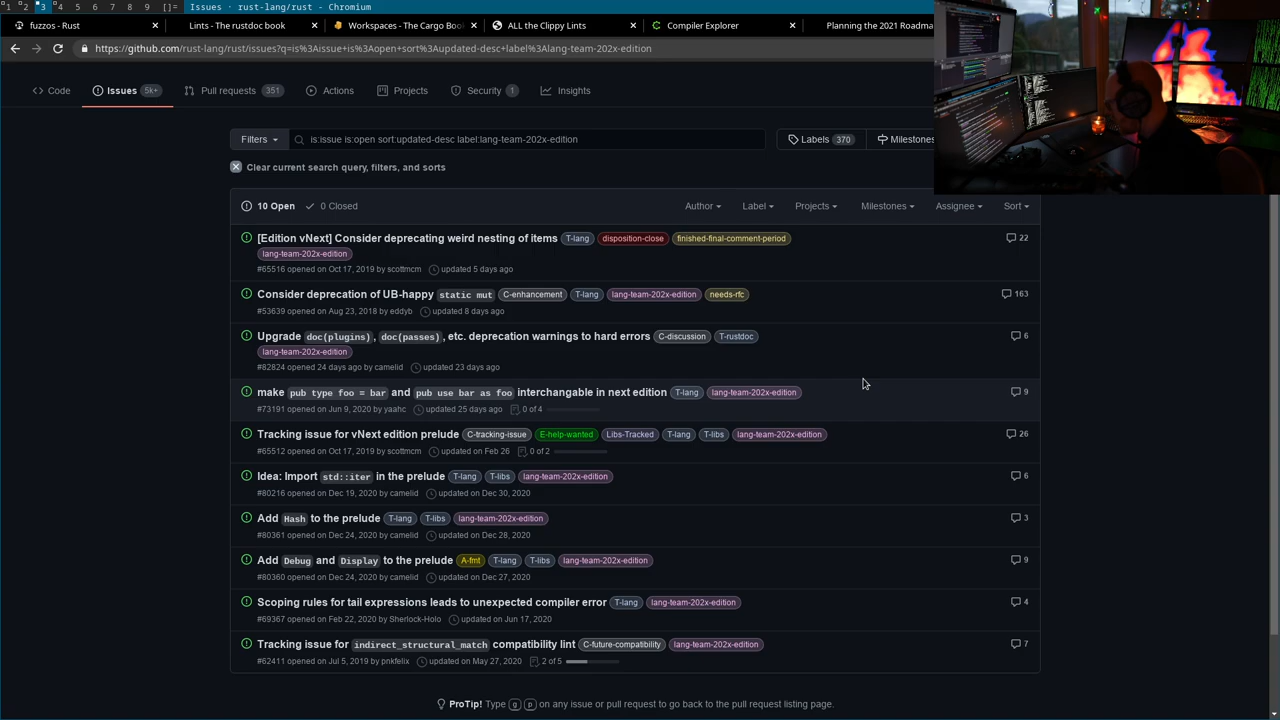 1 2 3 4 5 6 7 8 9 []= Issues · rust-lang/rust - Chromium
fuzzos - Rust × Lints - The rustdoc book × Workspaces - The Cargo Boo × ALL the Clippy Lints × Compiler Explorer × Planning the 2021 Roadma
https://github.com/rust-lang/rust/issues?q=is%3Aissue+is%3Aopen+sort%3Aupdated-desc+label%3Alang-team-202x-edition
Code Issues 5k+ Pull requests 351 Actions Projects Security 1 Insights
Filters is:issue is:open sort:updated-desc label:lang-team-202x-edition Labels 370 Milestones
Clear current search query, filters, and sorts
10 Open 0 Closed Author Label Projects Milestones Assignee Sort
[Edition vNext] Consider deprecating weird nesting of items T-lang disposition-close finished-final-comment-period 22
lang-team-202x-edition
#65516 opened on Oct 17, 2019 by scottmcm updated 5 days ago
Consider deprecation of UB-happy static mut C-enhancement T-lang lang-team-202x-edition needs-rfc 163
#53639 opened on Aug 23, 2018 by eddyb updated 8 days ago
Upgrade doc(plugins), doc(passes), etc. deprecation warnings to hard errors C-discussion T-rustdoc 6
lang-team-202x-edition
#82824 opened 24 days ago by camelid updated 23 days ago
make pub type foo = bar and pub use bar as foo interchangable in next edition T-lang lang-team-202x-edition 9
#73191 opened on Jun 9, 2020 by yaahc updated 25 days ago 0 of 4
Tracking issue for vNext edition prelude C-tracking-issue E-help-wanted Libs-Tracked T-lang T-libs lang-team-202x-edition 26
#65512 opened on Oct 17, 2019 by scottmcm updated on Feb 26 0 of 2
Idea: Import std::iter in the prelude T-lang T-libs lang-team-202x-edition 6
#80216 opened on Dec 19, 2020 by camelid updated on Dec 30, 2020
Add Hash to the prelude T-lang T-libs lang-team-202x-edition 3
#80361 opened on Dec 24, 2020 by camelid updated on Dec 28, 2020
Add Debug and Display to the prelude A-fmt T-lang T-libs lang-team-202x-edition 9
#80360 opened on Dec 24, 2020 by camelid updated on Dec 27, 2020
Scoping rules for tail expressions leads to unexpected compiler error T-lang lang-team-202x-edition 4
#69367 opened on Feb 22, 2020 by Sherlock-Holo updated on Jun 17, 2020
Tracking issue for indirect_structural_match compatibility lint C-future-compatibility lang-team-202x-edition 7
#62411 opened on Jul 5, 2019 by pnkfelix updated on May 27, 2020 2 of 5
ProTip! Type g p on any issue or pull request to go back to the pull request listing page.